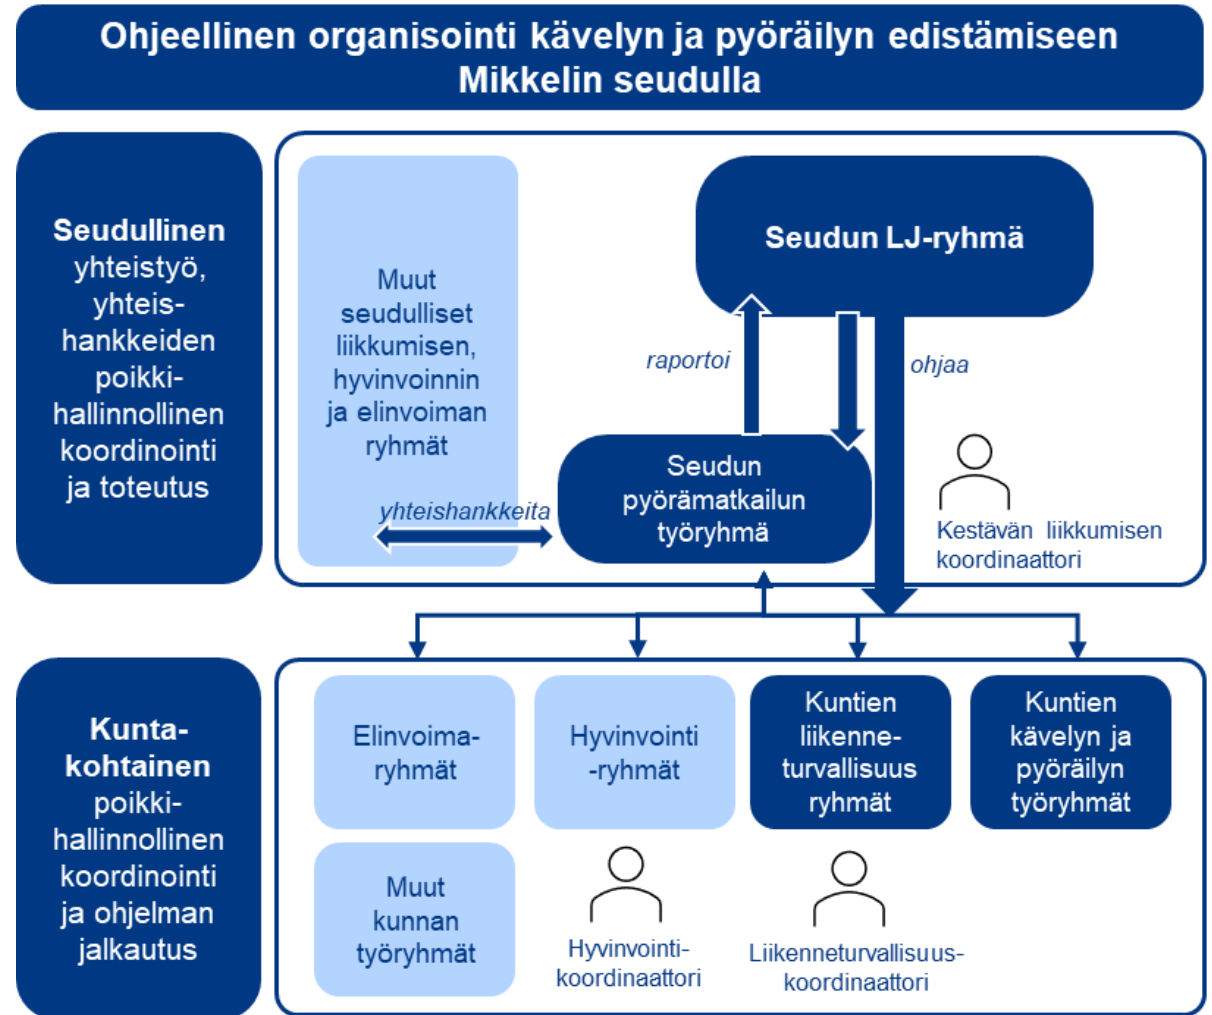 Ohjeellinen organisointi kävelyn ja pyöräilyn edistämiseen
Mikkelin seudulla
Seudullinen
yhteistyö,
yhteis-
hankkeiden
poikki-
hallinnollinen
koordinointi
ja toteutus
Muut
seudulliset
liikkumisen,
hyvinvoinnin
ja elinvoiman
ryhmät
Seudun LJ-ryhmä
raportoi
ohjaa
Seudun
pyörämatkailun
työryhmä
yhteishankkeita
Kestävän liikkumisen
koordinaattori
Kunta-
kohtainen
poikki-
hallinnollinen
koordinointi
ja ohjelman
jalkautus
Elinvoima-
ryhmät
Hyvinvointi
-ryhmät
Kuntien
liikenne-
turvallisuus
ryhmät
Kuntien
kävelyn ja
pyöräilyn
työryhmät
Muut
kunnan
työryhmät
Hyvinvointi-
koordinaattori
Liikenneturvallisuus-
koordinaattori